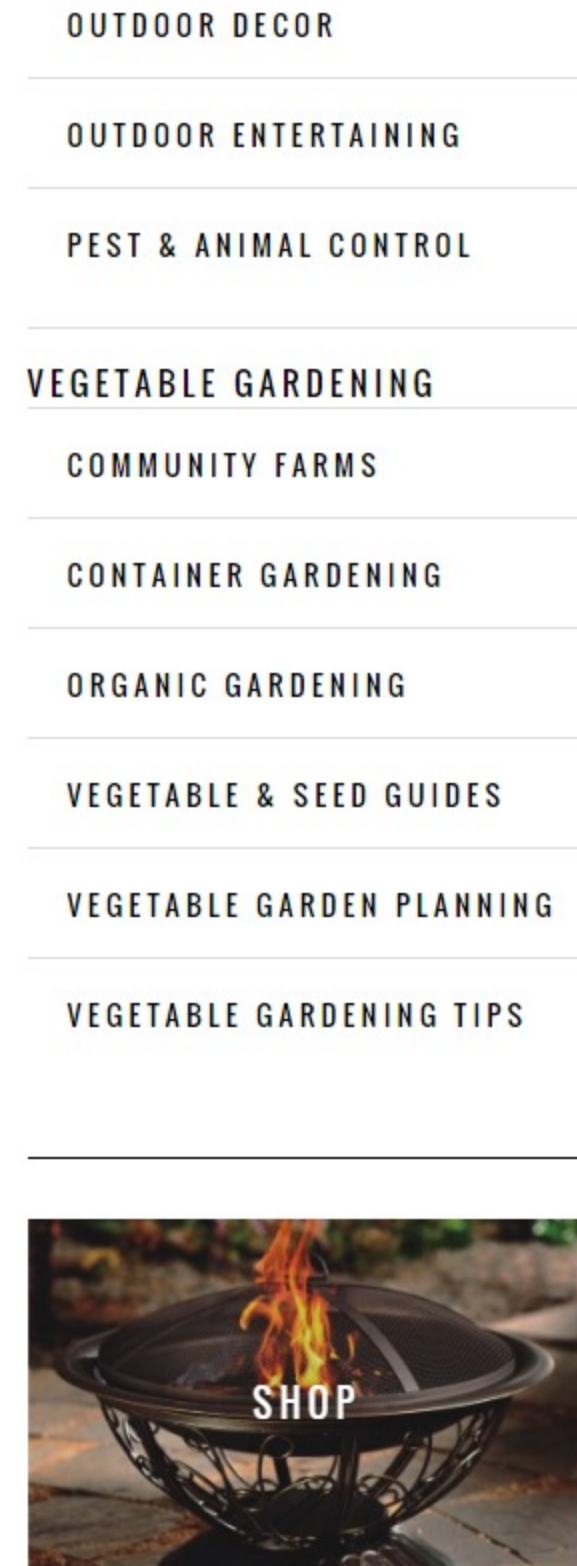 OUTDOOR DECOR
OUTDOOR ENTERTAINING
PEST & ANIMAL CONTROL
VEGETABLE GARDENING
COMMUNITY FARMS
CONTAINER GARDENING
ORGANIC GARDENING
VEGETABLE & SEED GUIDES
VEGETABLE GARDEN PLANNING
VEGETABLE GARDENING TIPS
SHOP